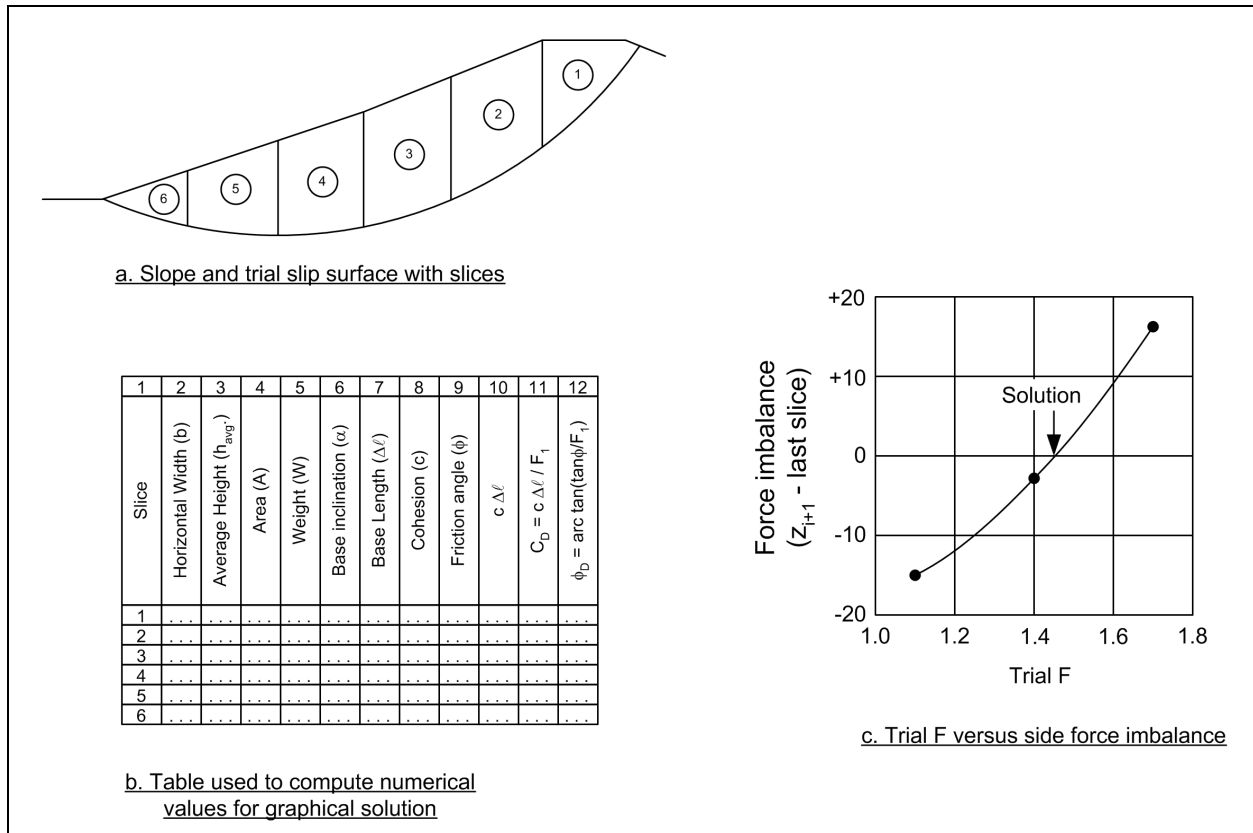 1
2
3
4
5
6
a. Slope and trial slip surface with slices
1 2 3 4 5 6 7 8 9 10 11 12
Slice
Horizontal Width (b)
Average Height (h_avg.)
Area (A)
Weight (W)
Base inclination (α)
Base Length (Δℓ)
Cohesion (c)
Friction angle (ϕ)
c Δℓ
C_D = c Δℓ / F_1
ϕ_D = arc tan(tanϕ/F_1)
1 . . . . . . . . . . . . . . . . . . . . . . . . . . . . . . . . .
2 . . . . . . . . . . . . . . . . . . . . . . . . . . . . . . . . .
3 . . . . . . . . . . . . . . . . . . . . . . . . . . . . . . . . .
4 . . . . . . . . . . . . . . . . . . . . . . . . . . . . . . . . .
5 . . . . . . . . . . . . . . . . . . . . . . . . . . . . . . . . .
6 . . . . . . . . . . . . . . . . . . . . . . . . . . . . . . . . .
b. Table used to compute numerical
values for graphical solution
Force imbalance
(z_i+1 - last slice)
+20
+10
0
-10
-20
Solution
1.0 1.2 1.4 1.6 1.8
Trial F
c. Trial F versus side force imbalance